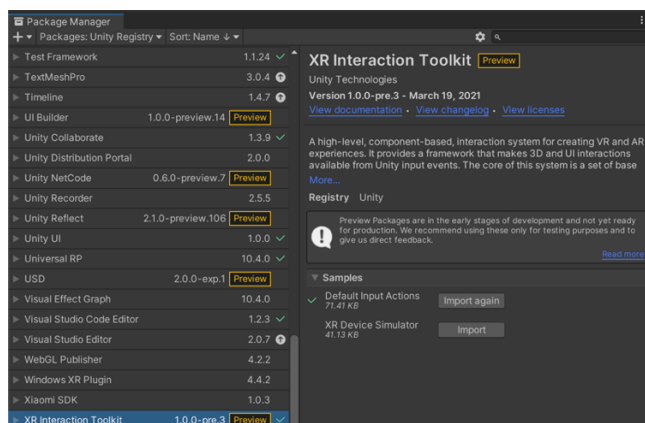 Package Manager
+ Packages: Unity Registry Sort: Name ↓
Test Framework 1.1.24
TextMeshPro 3.0.4
Timeline 1.4.7
UI Builder 1.0.0-preview.14 Preview
Unity Collaborate 1.3.9
Unity Distribution Portal 2.0.0
Unity NetCode 0.6.0-preview.7 Preview
Unity Recorder 2.5.5
Unity Reflect 2.1.0-preview.106 Preview
Unity UI 1.0.0
Universal RP 10.4.0
USD 2.0.0-exp.1 Preview
Visual Effect Graph 10.4.0
Visual Studio Code Editor 1.2.3
Visual Studio Editor 2.0.7
WebGL Publisher 4.2.2
Windows XR Plugin 4.4.2
Xiaomi SDK 1.0.3
XR Interaction Toolkit 1.0.0-pre.3 Preview
XR Interaction Toolkit Preview
Unity Technologies
Version 1.0.0-pre.3 - March 19, 2021
View documentation • View changelog • View licenses
A high-level, component-based, interaction system for creating VR and AR
experiences. It provides a framework that makes 3D and UI interactions
available from Unity input events. The core of this system is a set of base
More...
Registry Unity
Preview Packages are in the early stages of development and not yet ready
for production. We recommend using these only for testing purposes and to
give us direct feedback.
Read more
Samples
Default Input Actions Import again
71.41 KB
XR Device Simulator Import
41.13 KB